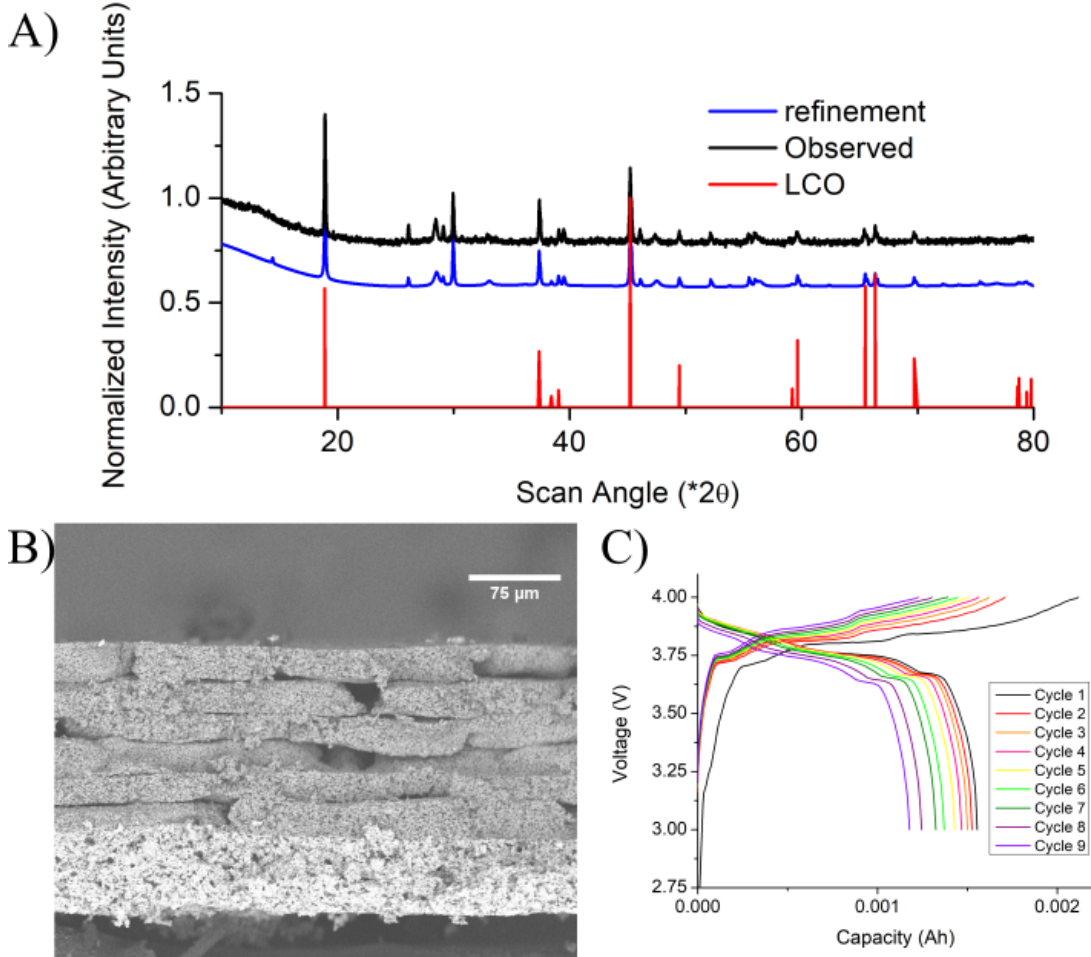 A)
Normalized Intensity (Arbitrary Units)
1.5
1.0
0.5
0.0
refinement
Observed
LCO
20
40
60
80
Scan Angle (*2θ)
B)
75 µm
C)
Voltage (V)
4.00
3.75
3.50
3.25
3.00
2.75
Cycle 1
Cycle 2
Cycle 3
Cycle 4
Cycle 5
Cycle 6
Cycle 7
Cycle 8
Cycle 9
0.000
0.001
0.002
Capacity (Ah)